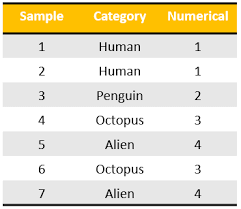 Sample Category Numerical
1 Human 1
2 Human 1
3 Penguin 2
4 Octopus 3
5 Alien 4
6 Octopus 3
7 Alien 4